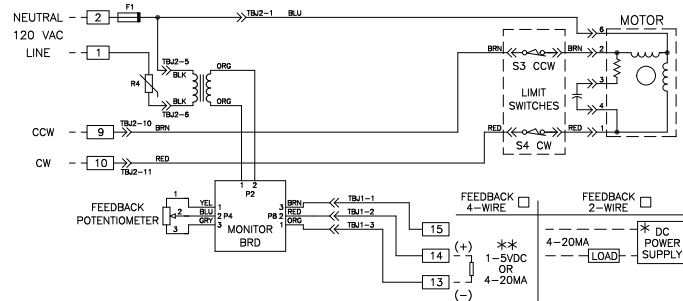 NEUTRAL 2 F1 TBJ2-1 BLU 6 MOTOR
120 VAC
LINE 1
TBJ2-5
BLK
ORG
R4
BLK
TBJ2-6
ORG
BRN S3 CCW BRN 2
3
LIMIT
SWITCHES
4
RED S4 CW RED 1
CCW 9 TBJ2-10 BRN
CW 10 TBJ2-11 RED
1 2
P2
FEEDBACK
POTENTIOMETER
1 YEL 1
2 BLU 2 P4
3 GRY 3
MONITOR
BRD
3 BRN TBJ1-1
P8 2 RED TBJ1-2
1 ORG TBJ1-3
15
14 (+)
13 (-)
FEEDBACK
4-WIRE
**
1-5VDC
OR
4-20MA
FEEDBACK
2-WIRE
4-20MA
LOAD
* DC
POWER
SUPPLY